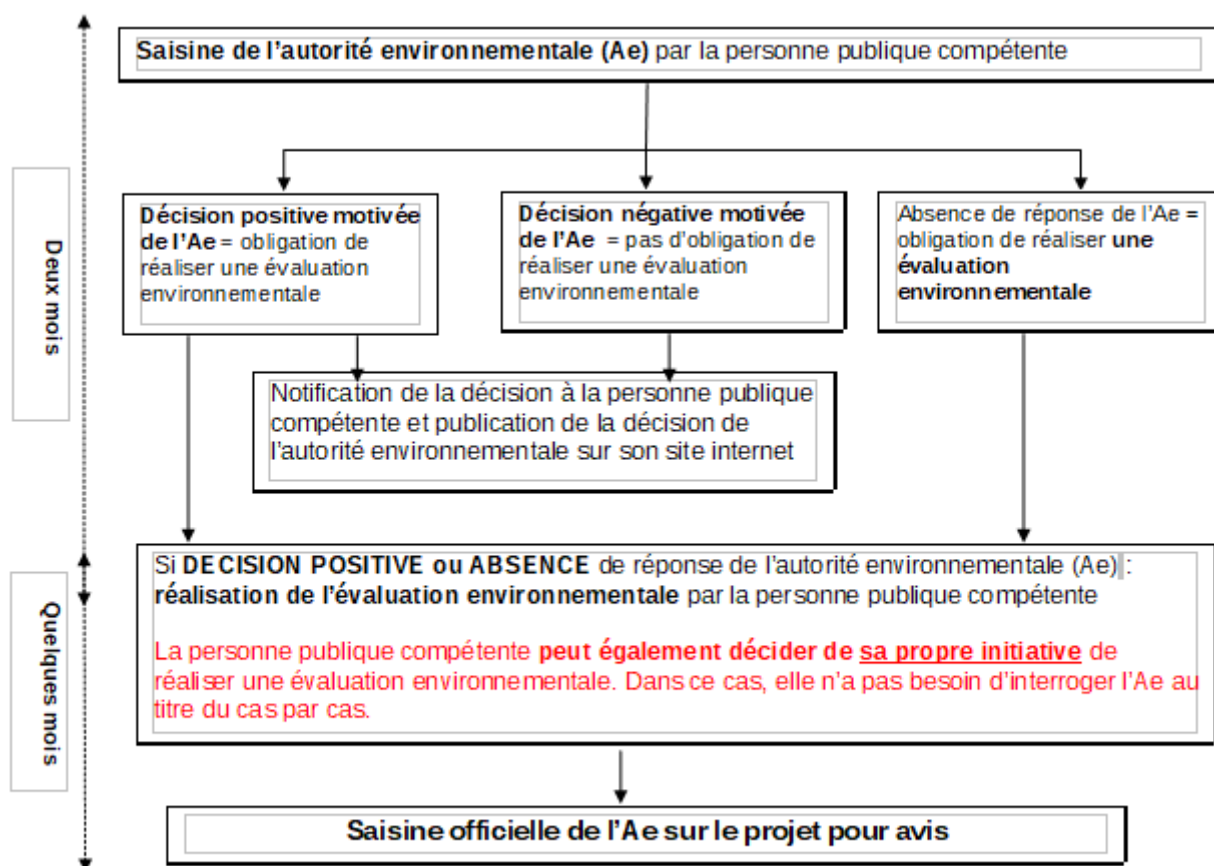 Saisine de l'autorité environnementale (Ae) par la personne publique compétente
Deux mois
Décision positive motivée
de l'Ae = obligation de
réaliser une évaluation
environnementale
Décision négative motivée
de l'Ae = pas d'obligation de
réaliser une évaluation
environnementale
Absence de réponse de l'Ae =
obligation de réaliser une
évaluation
environnementale
Notification de la décision à la personne publique
compétente et publication de la décision de
l'autorité environnementale sur son site internet
Quelques mois
Si DECISION POSITIVE ou ABSENCE de réponse de l'autorité environnementale (Ae) :
réalisation de l'évaluation environnementale par la personne publique compétente
La personne publique compétente peut également décider de sa propre initiative de
réaliser une évaluation environnementale. Dans ce cas, elle n'a pas besoin d'interroger l'Ae au
titre du cas par cas.
Saisine officielle de l'Ae sur le projet pour avis